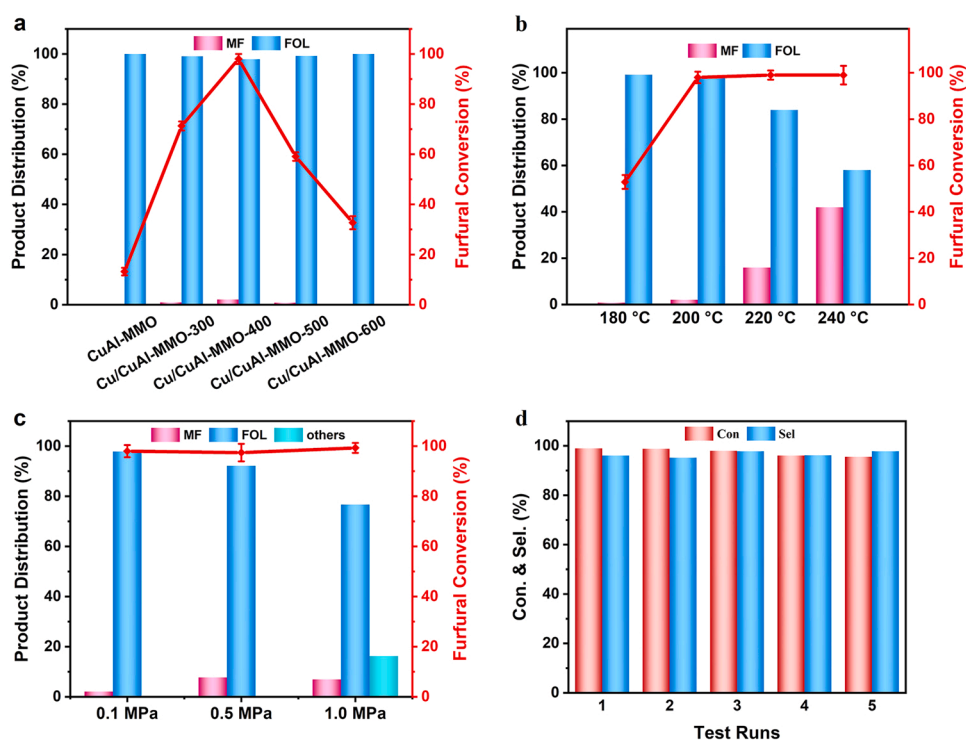 a
MF FOL
Product Distribution (%)
100
80
60
40
20
0
Furfural Conversion (%)
100
90
80
70
60
50
40
30
20
10
0
CuAl-MMO
Cu/CuAl-MMO-300
Cu/CuAl-MMO-400
Cu/CuAl-MMO-500
Cu/CuAl-MMO-600
b
MF FOL
Product Distribution (%)
100
80
60
40
20
0
Furfural Conversion (%)
100
80
60
40
20
0
180 °C 200 °C 220 °C 240 °C
c
MF FOL others
Product Distribution (%)
100
80
60
40
20
0
Furfural Conversion (%)
100
80
60
40
20
0
0.1 MPa 0.5 MPa 1.0 MPa
d
Con Sel
Con. & Sel. (%)
100
80
60
40
20
0
1 2 3 4 5
Test Runs